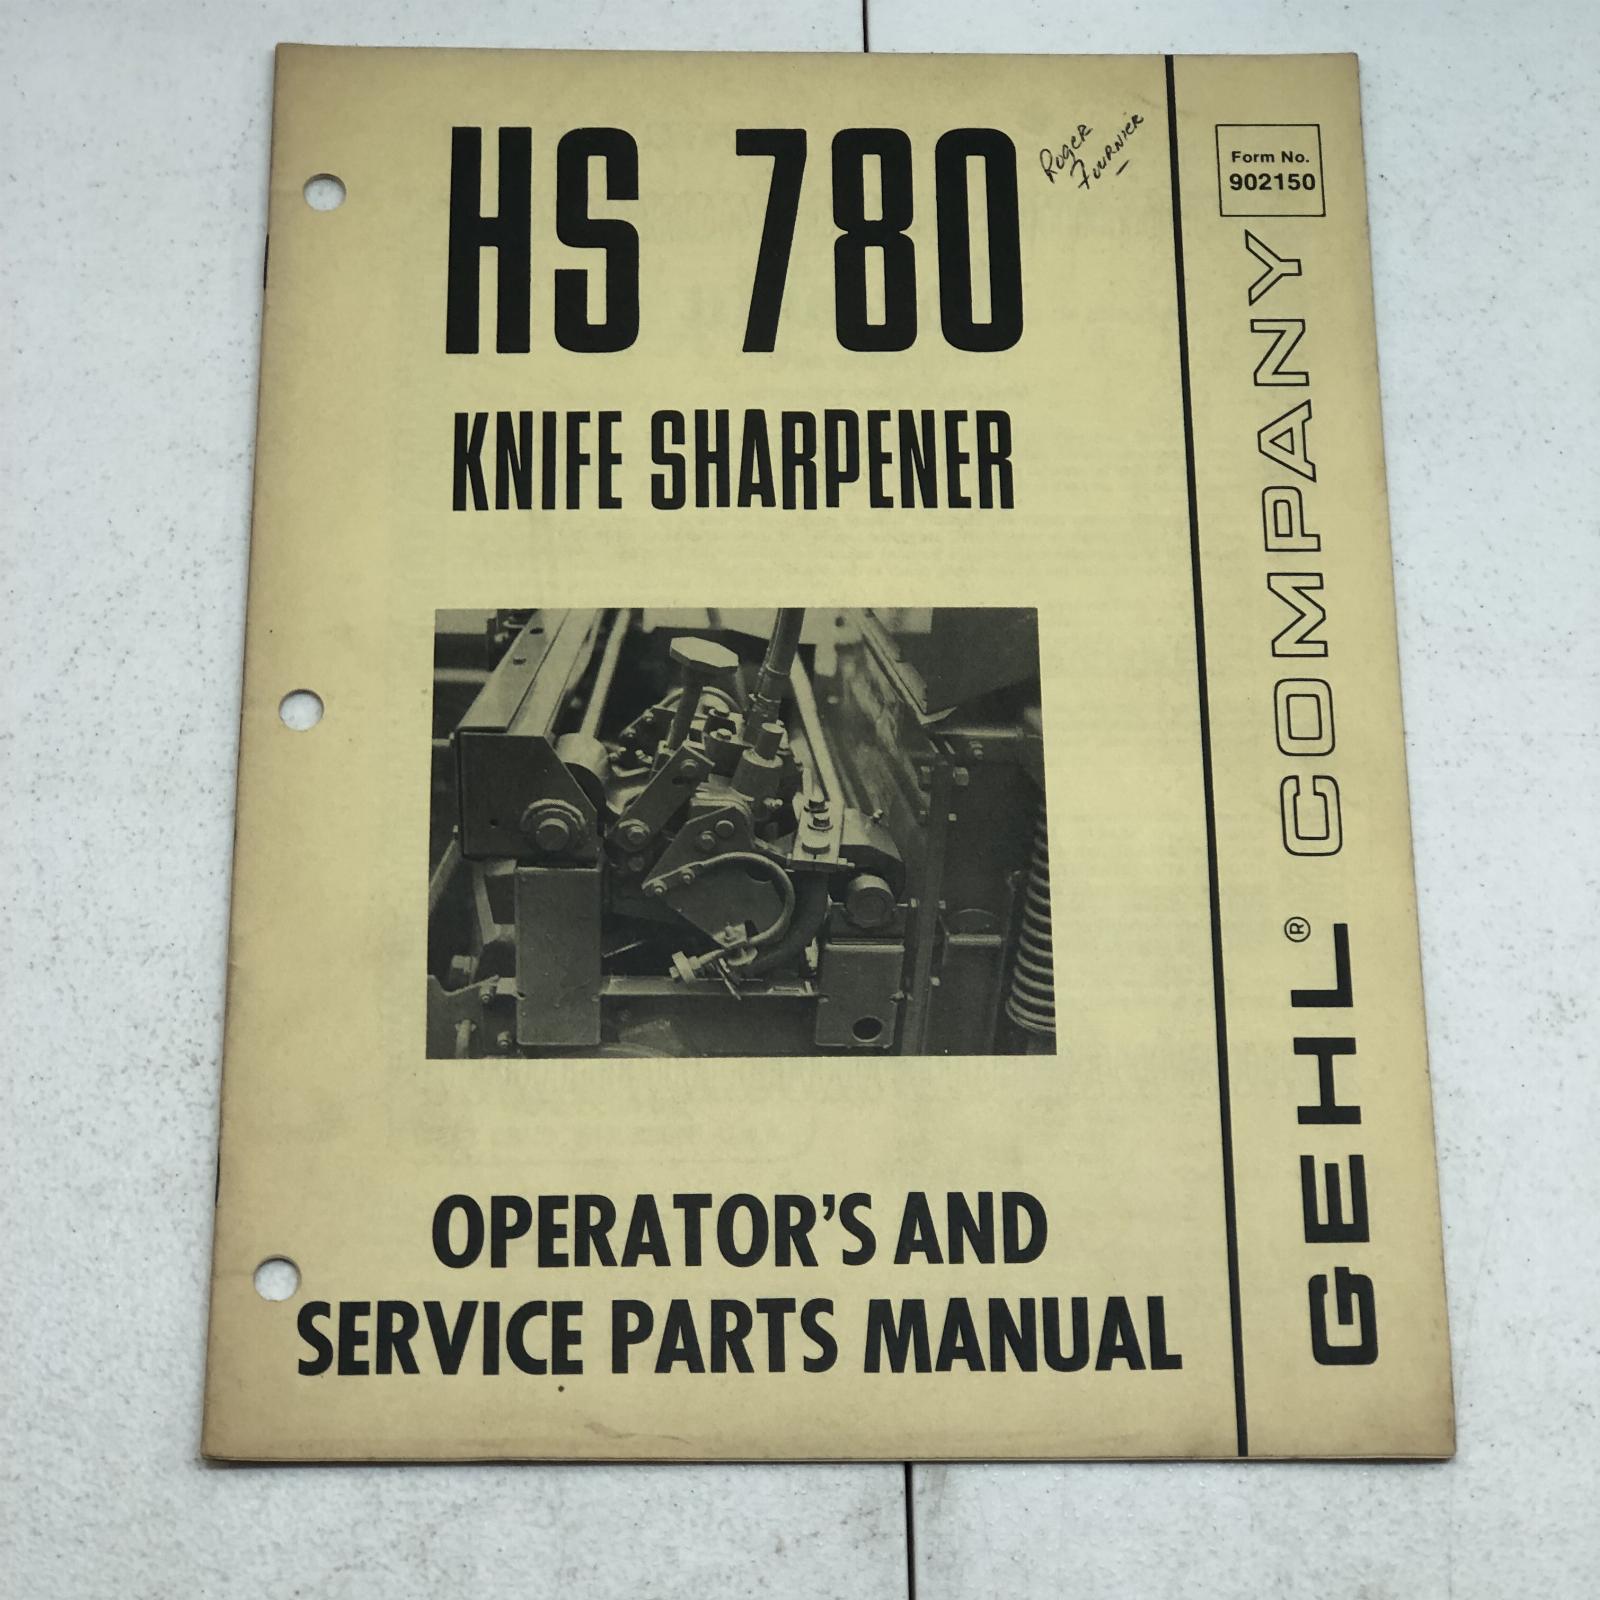 HS 780
Roger
Fournier
KNIFE SHARPENER
OPERATOR'S AND
SERVICE PARTS MANUAL
Form No.
902150
GEHL® COMPANY